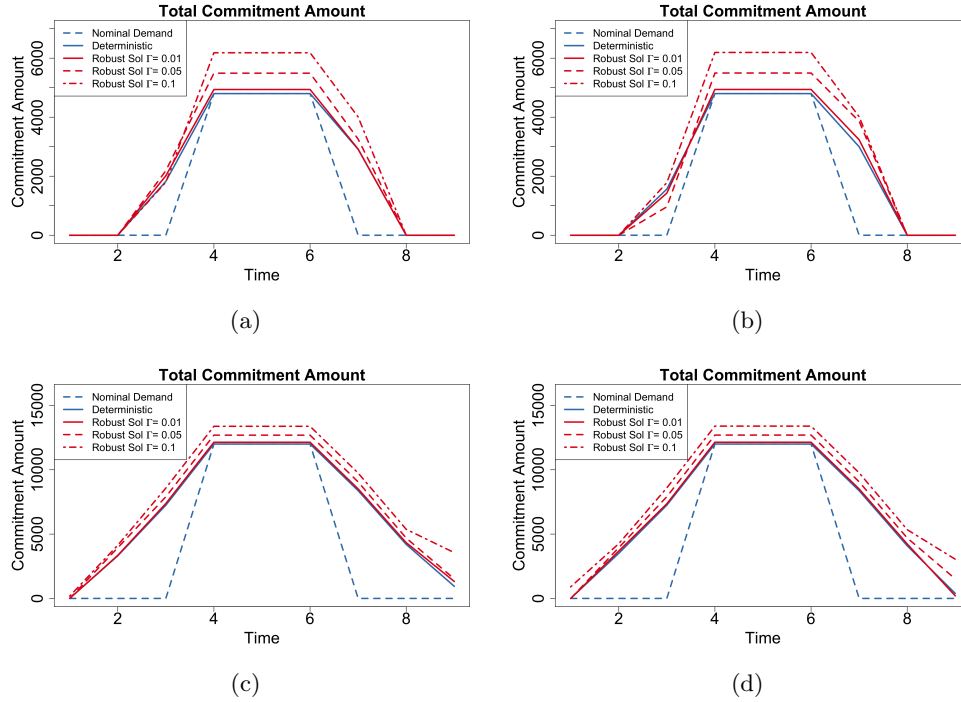 Total Commitment Amount
Nominal Demand
Deterministic
Robust Sol Γ= 0.01
Robust Sol Γ= 0.05
Robust Sol Γ= 0.1
Commitment Amount
0
2000
4000
6000
2
4
6
8
Time
(a)
Total Commitment Amount
Nominal Demand
Deterministic
Robust Sol Γ= 0.01
Robust Sol Γ= 0.05
Robust Sol Γ= 0.1
Commitment Amount
0
2000
4000
6000
2
4
6
8
Time
(b)
Total Commitment Amount
Nominal Demand
Deterministic
Robust Sol Γ= 0.01
Robust Sol Γ= 0.05
Robust Sol Γ= 0.1
Commitment Amount
0
5000
10000
15000
2
4
6
8
Time
(c)
Total Commitment Amount
Nominal Demand
Deterministic
Robust Sol Γ= 0.01
Robust Sol Γ= 0.05
Robust Sol Γ= 0.1
Commitment Amount
0
5000
10000
15000
2
4
6
8
Time
(d)